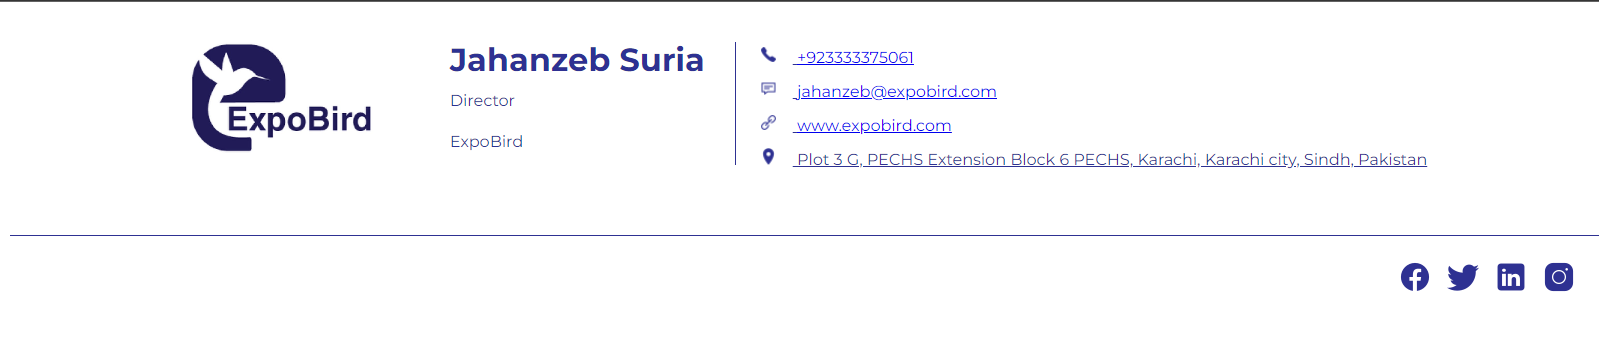 ExpoBird
Jahanzeb Suria
Director
ExpoBird
+923333375061
jahanzeb@expobird.com
www.expobird.com
Plot 3 G, PECHS Extension Block 6 PECHS, Karachi, Karachi city, Sindh, Pakistan